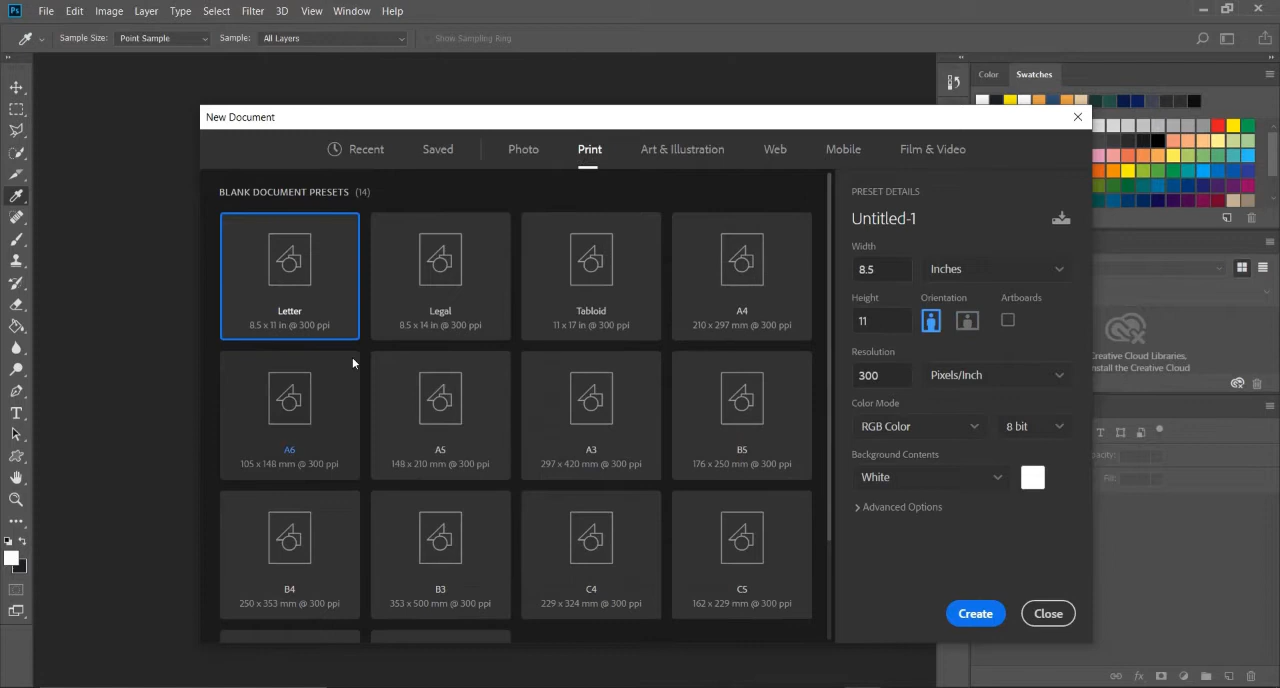 Ps File Edit Image Layer Type Select Filter 3D View Window Help
Sample Size: Point Sample Sample: All Layers Show Sampling Ring
Color Swatches
New Document
Recent Saved Photo Print Art & Illustration Web Mobile Film & Video
BLANK DOCUMENT PRESETS (14)
Letter
8.5 x 11 in @ 300 ppi
Legal
8.5 x 14 in @ 300 ppi
Tabloid
11 x 17 in @ 300 ppi
A4
210 x 297 mm @ 300 ppi
A6
105 x 148 mm @ 300 ppi
A5
148 x 210 mm @ 300 ppi
A3
297 x 420 mm @ 300 ppi
B5
176 x 250 mm @ 300 ppi
B4
250 x 353 mm @ 300 ppi
B3
353 x 500 mm @ 300 ppi
C4
229 x 324 mm @ 300 ppi
C5
162 x 229 mm @ 300 ppi
PRESET DETAILS
Untitled-1
Width
8.5 Inches
Height Orientation Artboards
11
Resolution
300 Pixels/Inch
Color Mode
RGB Color 8 bit
Background Contents
White
Advanced Options
Create Close
Creative Cloud Libraries,
install the Creative Cloud
pacity:
Fill:
T
fx